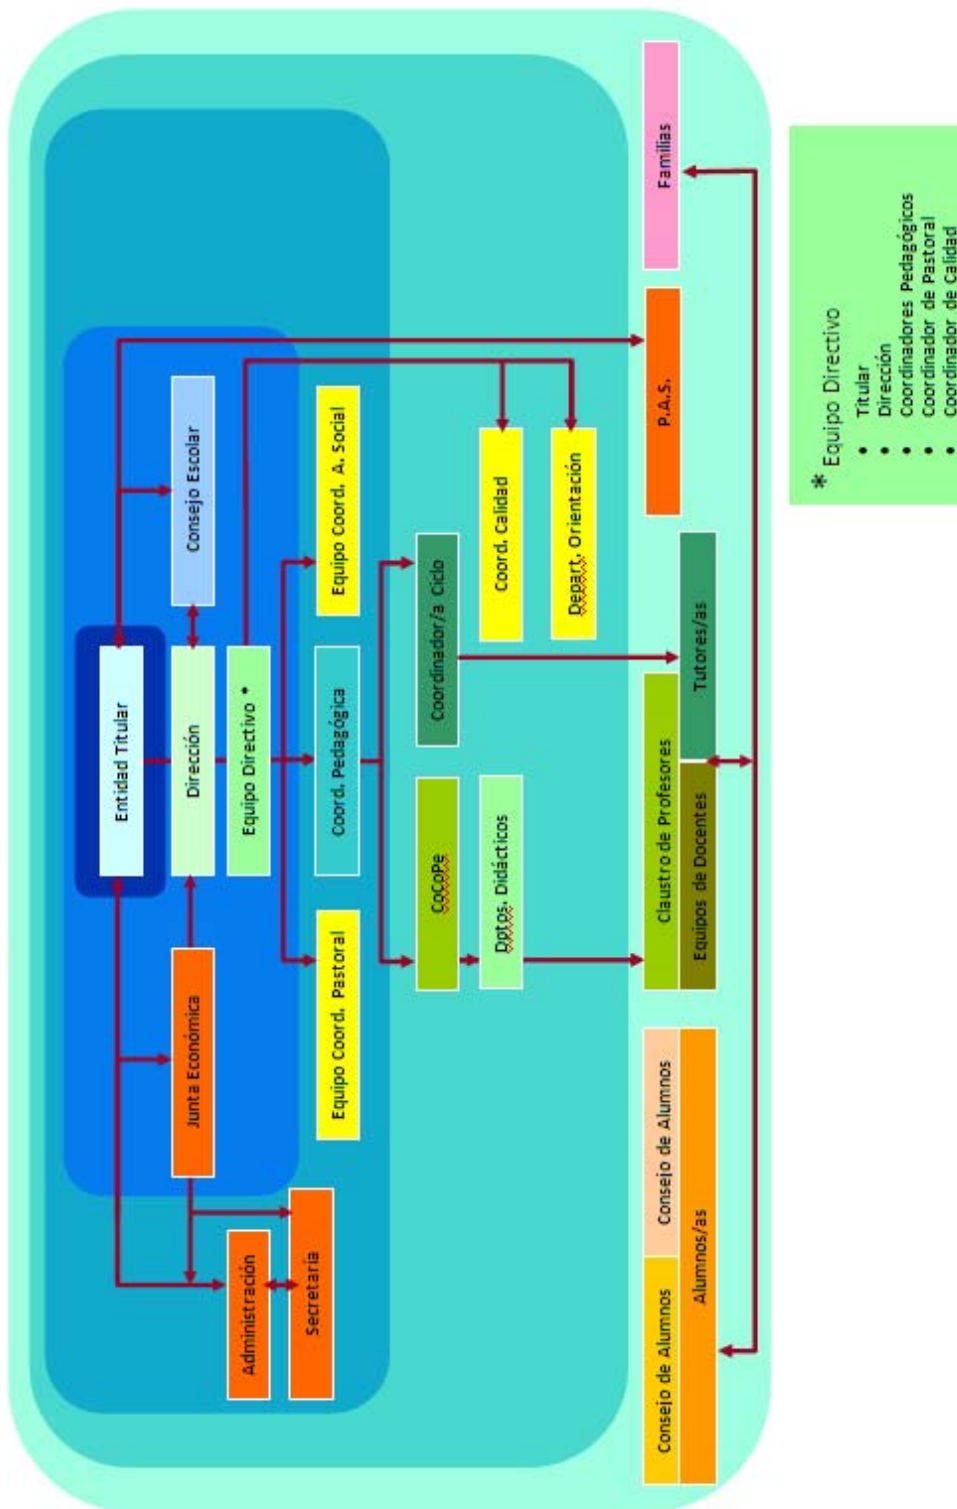 Entidad Titular
Junta Económica
Dirección
Consejo Escolar
Administración
Equipo Directivo *
Secretaría
Equipo Coord. Pastoral
Coord. Pedagógica
Equipo Coord. A. Social
CoCoPe
Coordinador/a Ciclo
Dptos. Didácticos
Coord. Calidad
Depart. Orientación
Consejo de Alumnos
Consejo de Alumnos
Claustro de Profesores
P.A.S.
Familias
Alumnos/as
Equipos de Docentes
Tutores/as
* Equipo Directivo
• Titular
• Dirección
• Coordinadores Pedagógicos
• Coordinador de Pastoral
• Coordinador de Calidad